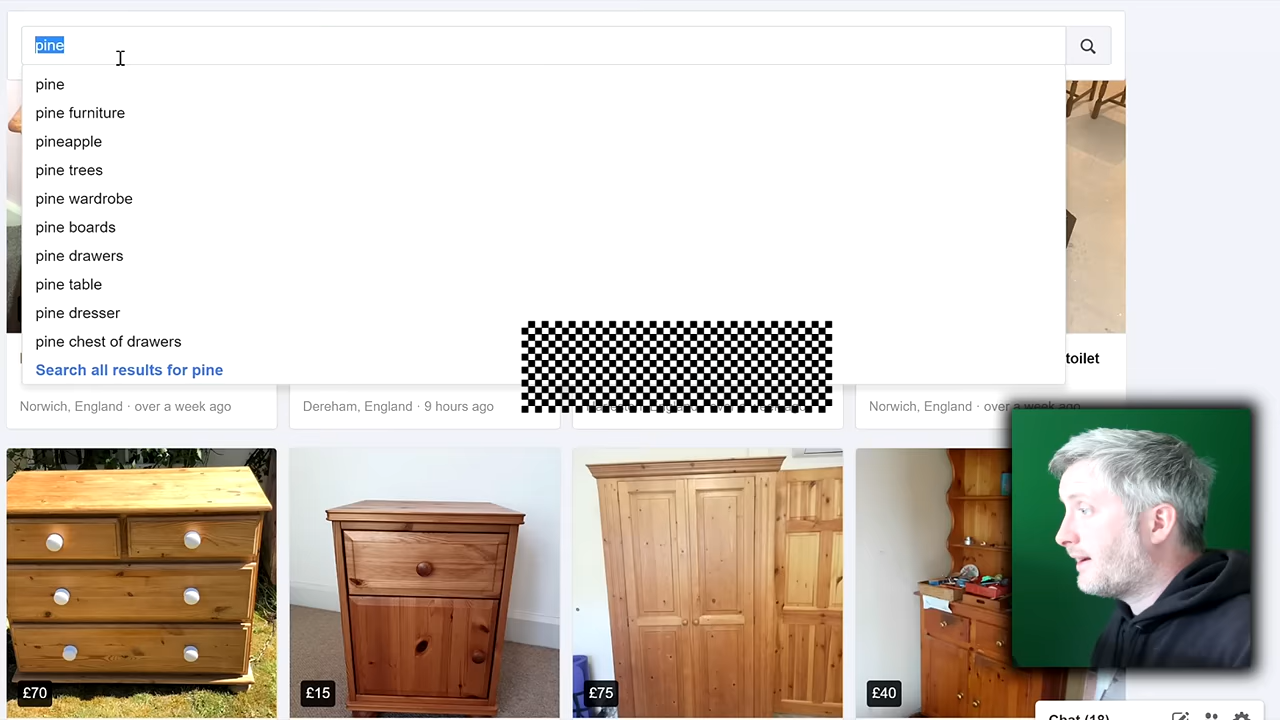 pine
pine
pine furniture
pineapple
pine trees
pine wardrobe
pine boards
pine drawers
pine table
pine dresser
pine chest of drawers
Search all results for pine
toilet
Norwich, England · over a week ago
Dereham, England · 9 hours ago
Norwich, England · over a week ago
£70
£15
£75
£40
Chat (18)